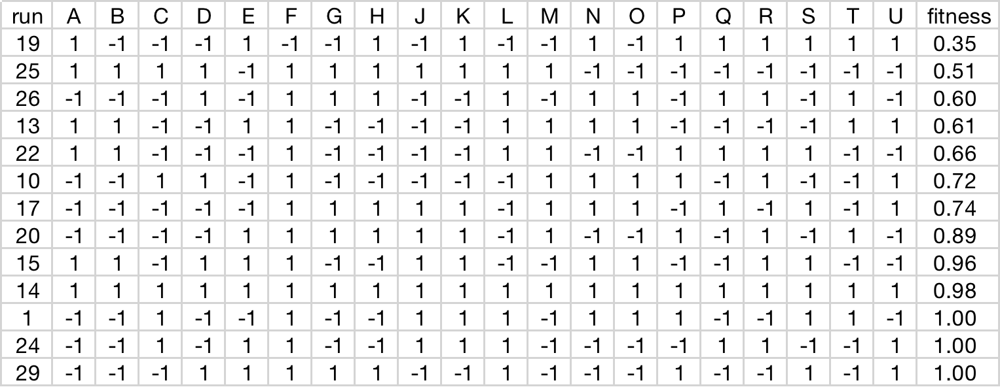 run A B C D E F G H J K L M N O P Q R S T U fitness
19 1 -1 -1 -1 1 -1 -1 1 -1 1 -1 -1 1 -1 1 1 1 1 1 1 0.35
25 1 1 1 1 -1 1 1 1 1 1 1 1 -1 -1 -1 -1 -1 -1 -1 -1 0.51
26 -1 -1 -1 1 -1 1 1 1 -1 -1 1 -1 1 1 -1 1 1 -1 1 -1 0.60
13 1 1 -1 -1 1 1 -1 -1 -1 -1 1 1 1 1 -1 -1 -1 -1 1 1 0.61
22 1 1 -1 -1 -1 1 -1 -1 -1 -1 1 1 -1 -1 1 1 1 1 -1 -1 0.66
10 -1 -1 1 1 -1 1 -1 -1 -1 -1 -1 1 1 1 1 -1 1 -1 -1 1 0.72
17 -1 -1 -1 -1 -1 1 1 1 1 1 -1 1 1 1 -1 1 -1 1 -1 1 0.74
20 -1 -1 -1 -1 1 1 1 1 1 1 -1 1 -1 -1 1 -1 1 -1 1 -1 0.89
15 1 1 -1 1 1 1 -1 -1 1 1 -1 -1 1 1 -1 -1 1 1 -1 -1 0.96
14 1 1 1 1 1 1 1 1 1 1 1 1 1 1 1 1 1 1 1 1 0.98
1 -1 -1 1 -1 -1 1 -1 -1 1 1 1 -1 1 1 1 -1 -1 1 1 -1 1.00
24 -1 -1 1 -1 1 1 -1 -1 1 1 1 -1 -1 -1 -1 1 1 -1 -1 1 1.00
29 -1 -1 -1 1 1 1 1 1 -1 -1 1 -1 -1 -1 1 -1 -1 1 -1 1 1.00